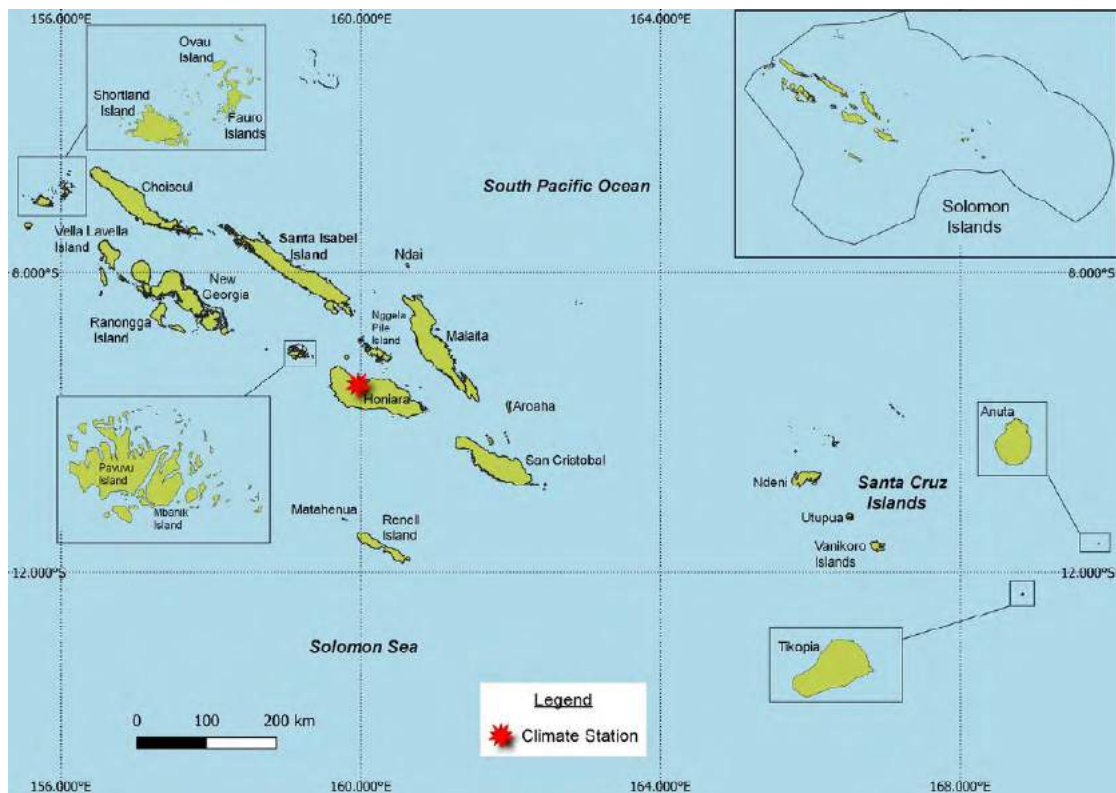 156.000°E
160.000°E
164.000°E
Ovau
Island
Shortland
Island
Fauro
Islands
Choiseul
South Pacific Ocean
Solomon
Islands
Vella Lavella
Island
Santa Isabel
Island
Ndai
8.000°S
8.000°S
New
Georgia
Ranongga
Island
Nggela
Pile
Island
Malaita
Honiara
Aroaha
Anuta
Pavuvu
Island
Mbanik
Island
San Cristobal
Ndeni
Santa Cruz
Islands
Matahenua
Renell
Island
Utupua
Vanikoro
Islands
12.000°S
12.000°S
Solomon Sea
Tikopia
Legend
Climate Station
0 100 200 km
156.000°E
160.000°E
164.000°E
168.000°E